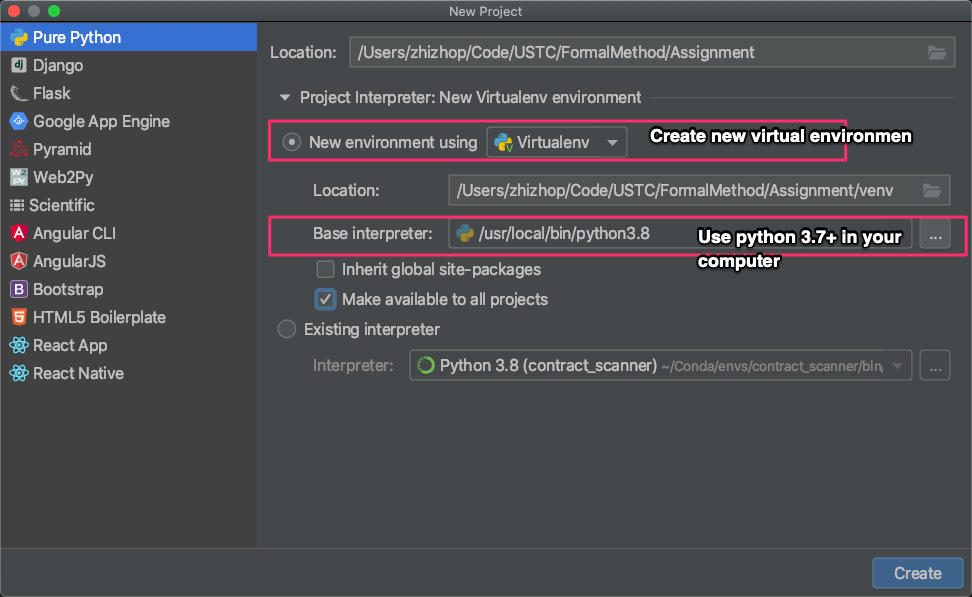 New Project
Pure Python
Django
Flask
Google App Engine
Pyramid
Web2Py
Scientific
Angular CLI
AngularJS
Bootstrap
HTML5 Boilerplate
React App
React Native
Location: /Users/zhizhop/Code/USTC/FormalMethod/Assignment
Project Interpreter: New Virtualenv environment
New environment using Virtualenv Create new virtual environmen
Location: /Users/zhizhop/Code/USTC/FormalMethod/Assignment/venv
Base interpreter: /usr/local/bin/python3.8 Use python 3.7+ in your ...
computer
Inherit global site-packages
Make available to all projects
Existing interpreter
Interpreter: Python 3.8 (contract_scanner) ~/Conda/envs/contract_scanner/bin/ ...
Create